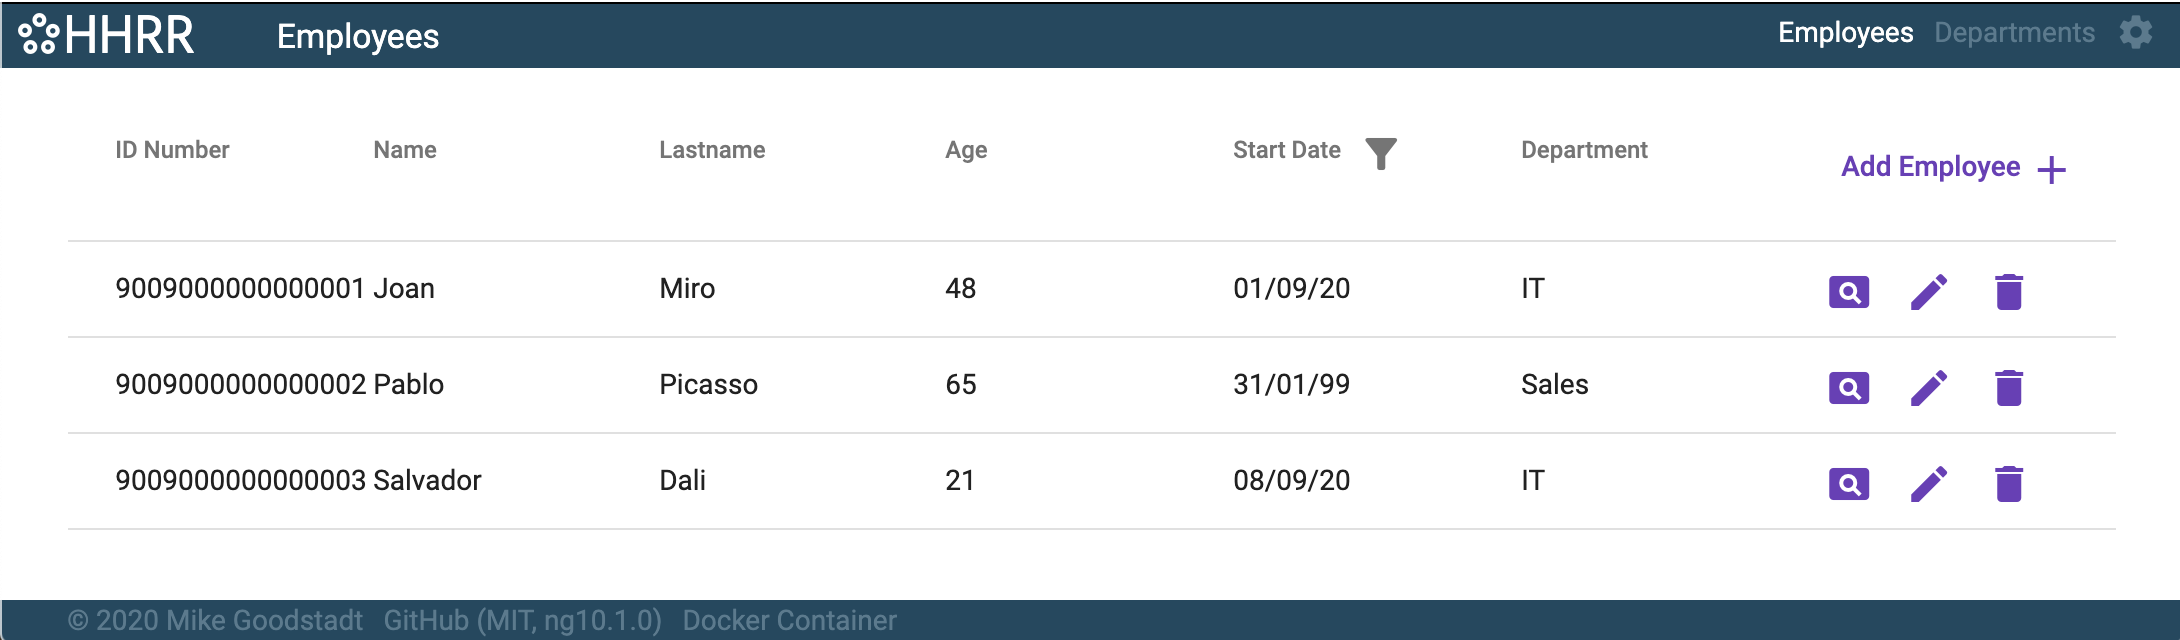 HHRR Employees Employees Departments
ID Number Name Lastname Age Start Date Department Add Employee +
9009000000000001 Joan Miro 48 01/09/20 IT
9009000000000002 Pablo Picasso 65 31/01/99 Sales
9009000000000003 Salvador Dali 21 08/09/20 IT
© 2020 Mike Goodstadt GitHub (MIT, ng10.1.0) Docker Container